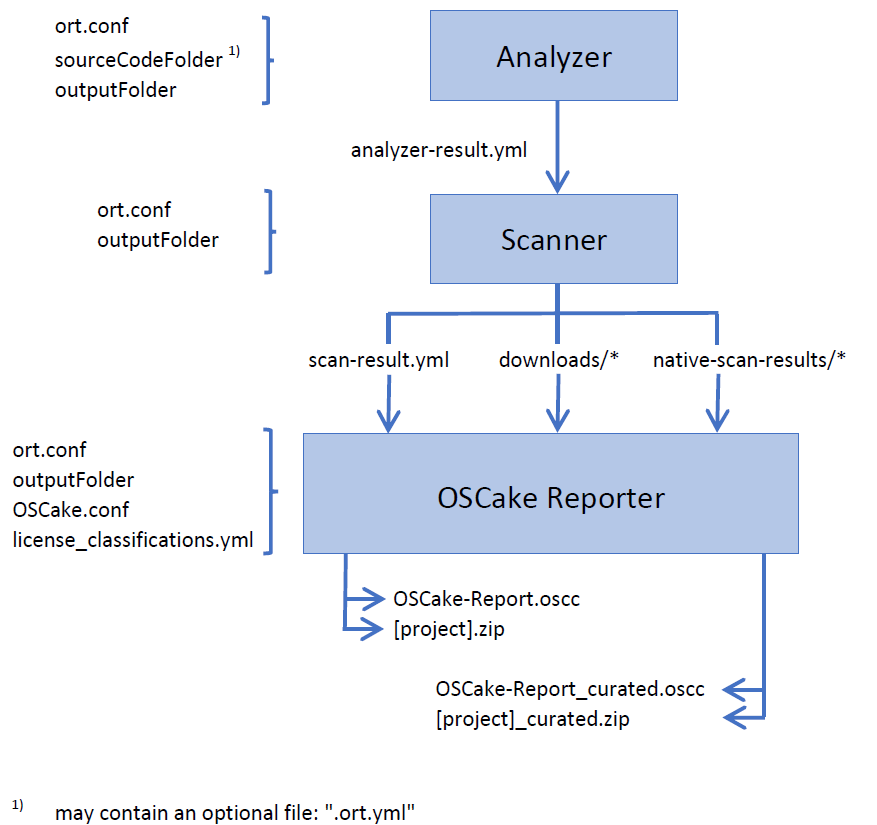 ort.conf
sourceCodeFolder 1)
outputFolder
Analyzer
analyzer-result.yml
ort.conf
outputFolder
Scanner
scan-result.yml
downloads/*
native-scan-results/*
ort.conf
outputFolder
OSCake.conf
license_classifications.yml
OSCake Reporter
OSCake-Report.oscc
[project].zip
OSCake-Report_curated.oscc
[project]_curated.zip
1) may contain an optional file: ".ort.yml"